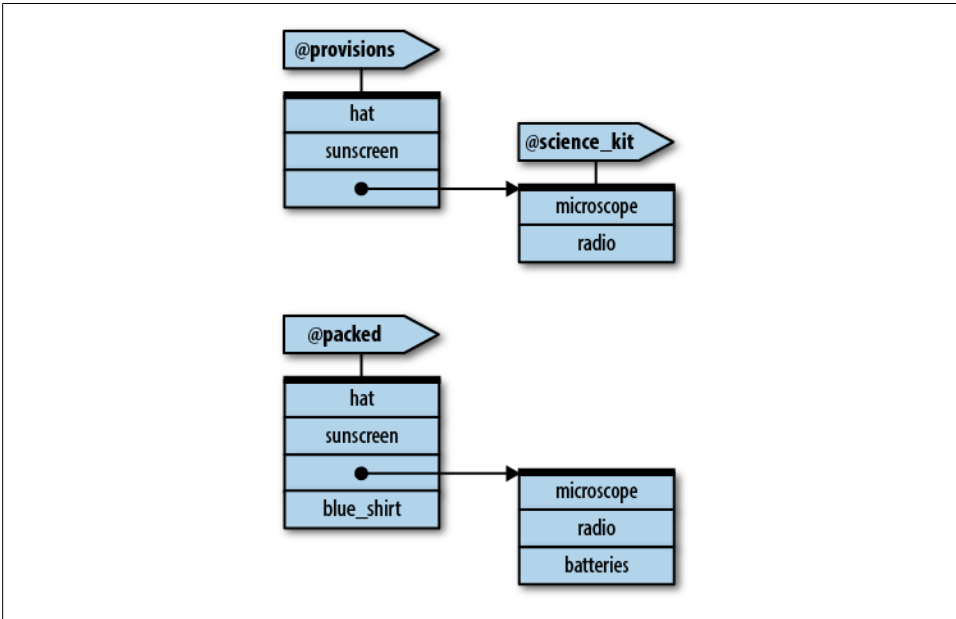 @provisions
hat
sunscreen
@science_kit
microscope
radio
@packed
hat
sunscreen
blue_shirt
microscope
radio
batteries